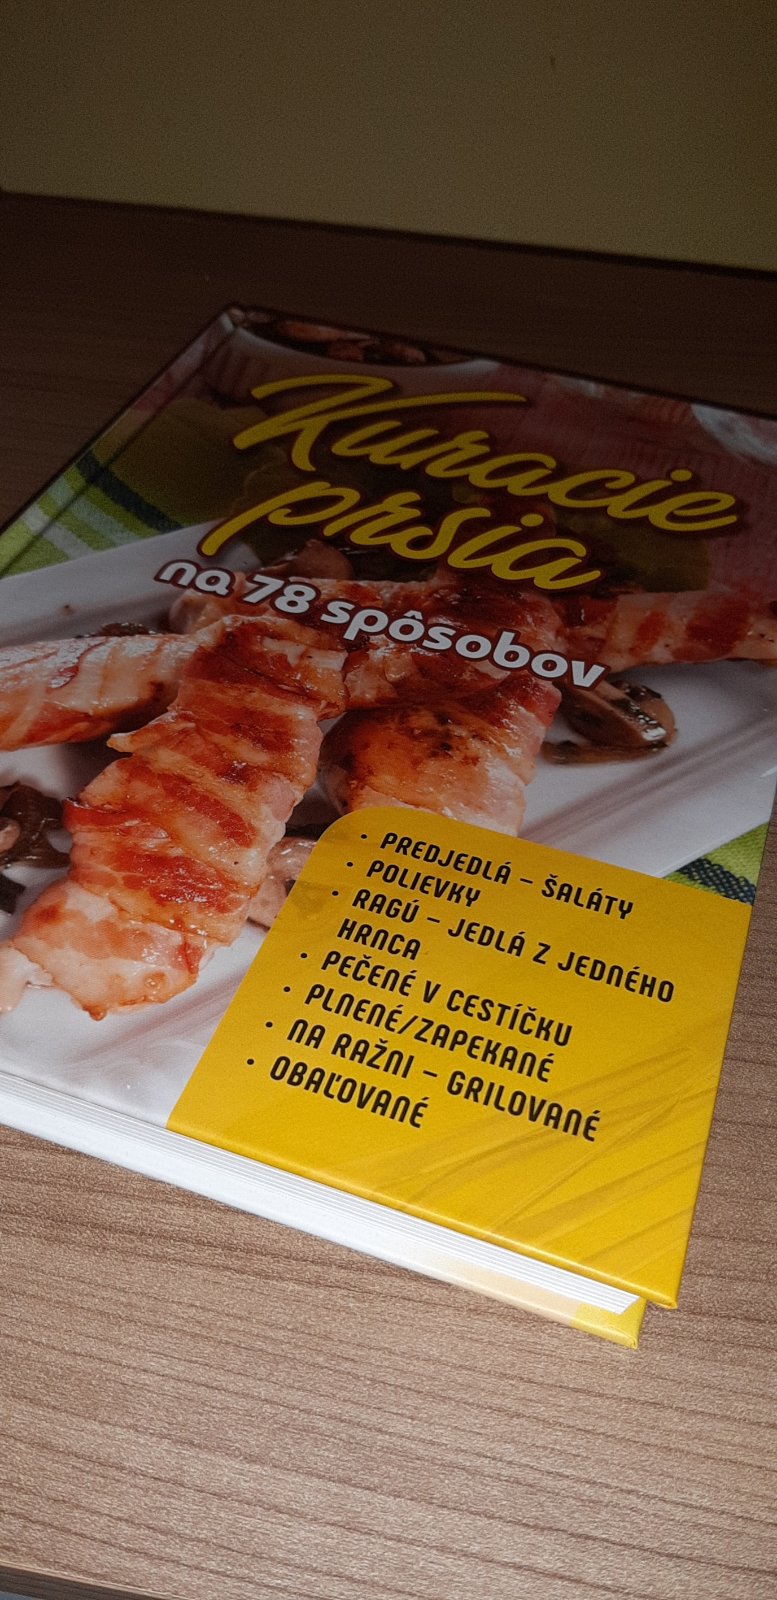 Kuracie
prsia
na 78 spôsobov
• PREDJEDLÁ – ŠALÁTY
• POLIEVKY
• RAGÚ – JEDLÁ Z JEDNÉHO
HRNCA
• PEČENÉ V CESTÍČKU
• PLNENÉ/ZAPEKANÉ
• NA RAŽNI – GRILOVANÉ
• OBAĽOVANÉ